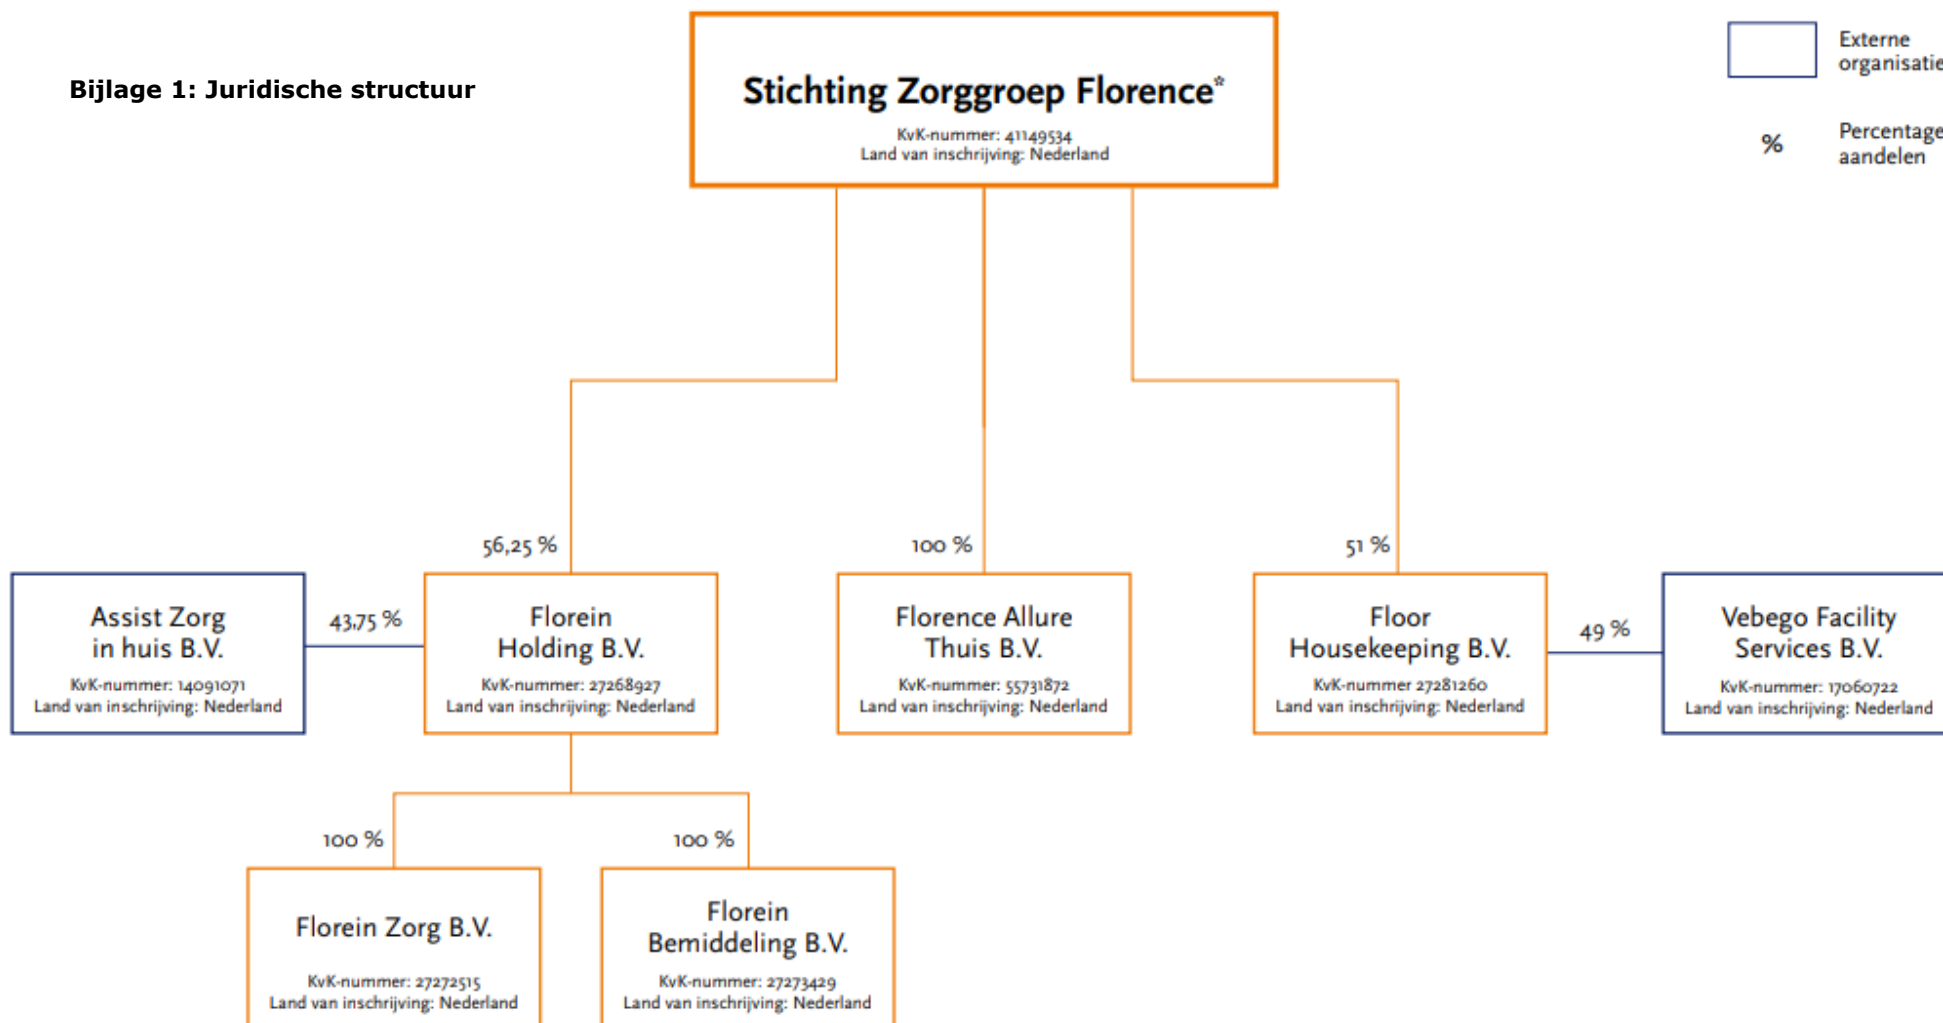 Bijlage 1: Juridische structuur
Stichting Zorggroep Florence*
KvK-nummer: 41149534
Land van inschrijving: Nederland
Externe
organisatie
%
Percentage
aandelen
56,25 %
100 %
51 %
Assist Zorg
in huis B.V.
KvK-nummer: 14091071
Land van inschrijving: Nederland
43,75 %
Florein
Holding B.V.
KvK-nummer: 27268927
Land van inschrijving: Nederland
Florence Allure
Thuis B.V.
KvK-nummer: 55731872
Land van inschrijving: Nederland
Floor
Housekeeping B.V.
KvK-nummer 27281260
Land van inschrijving: Nederland
49 %
Vebego Facility
Services B.V.
KvK-nummer: 17060722
Land van inschrijving: Nederland
100 %
100 %
Florein Zorg B.V.
KvK-nummer: 27272515
Land van inschrijving: Nederland
Florein
Bemiddeling B.V.
KvK-nummer: 27273429
Land van inschrijving: Nederland